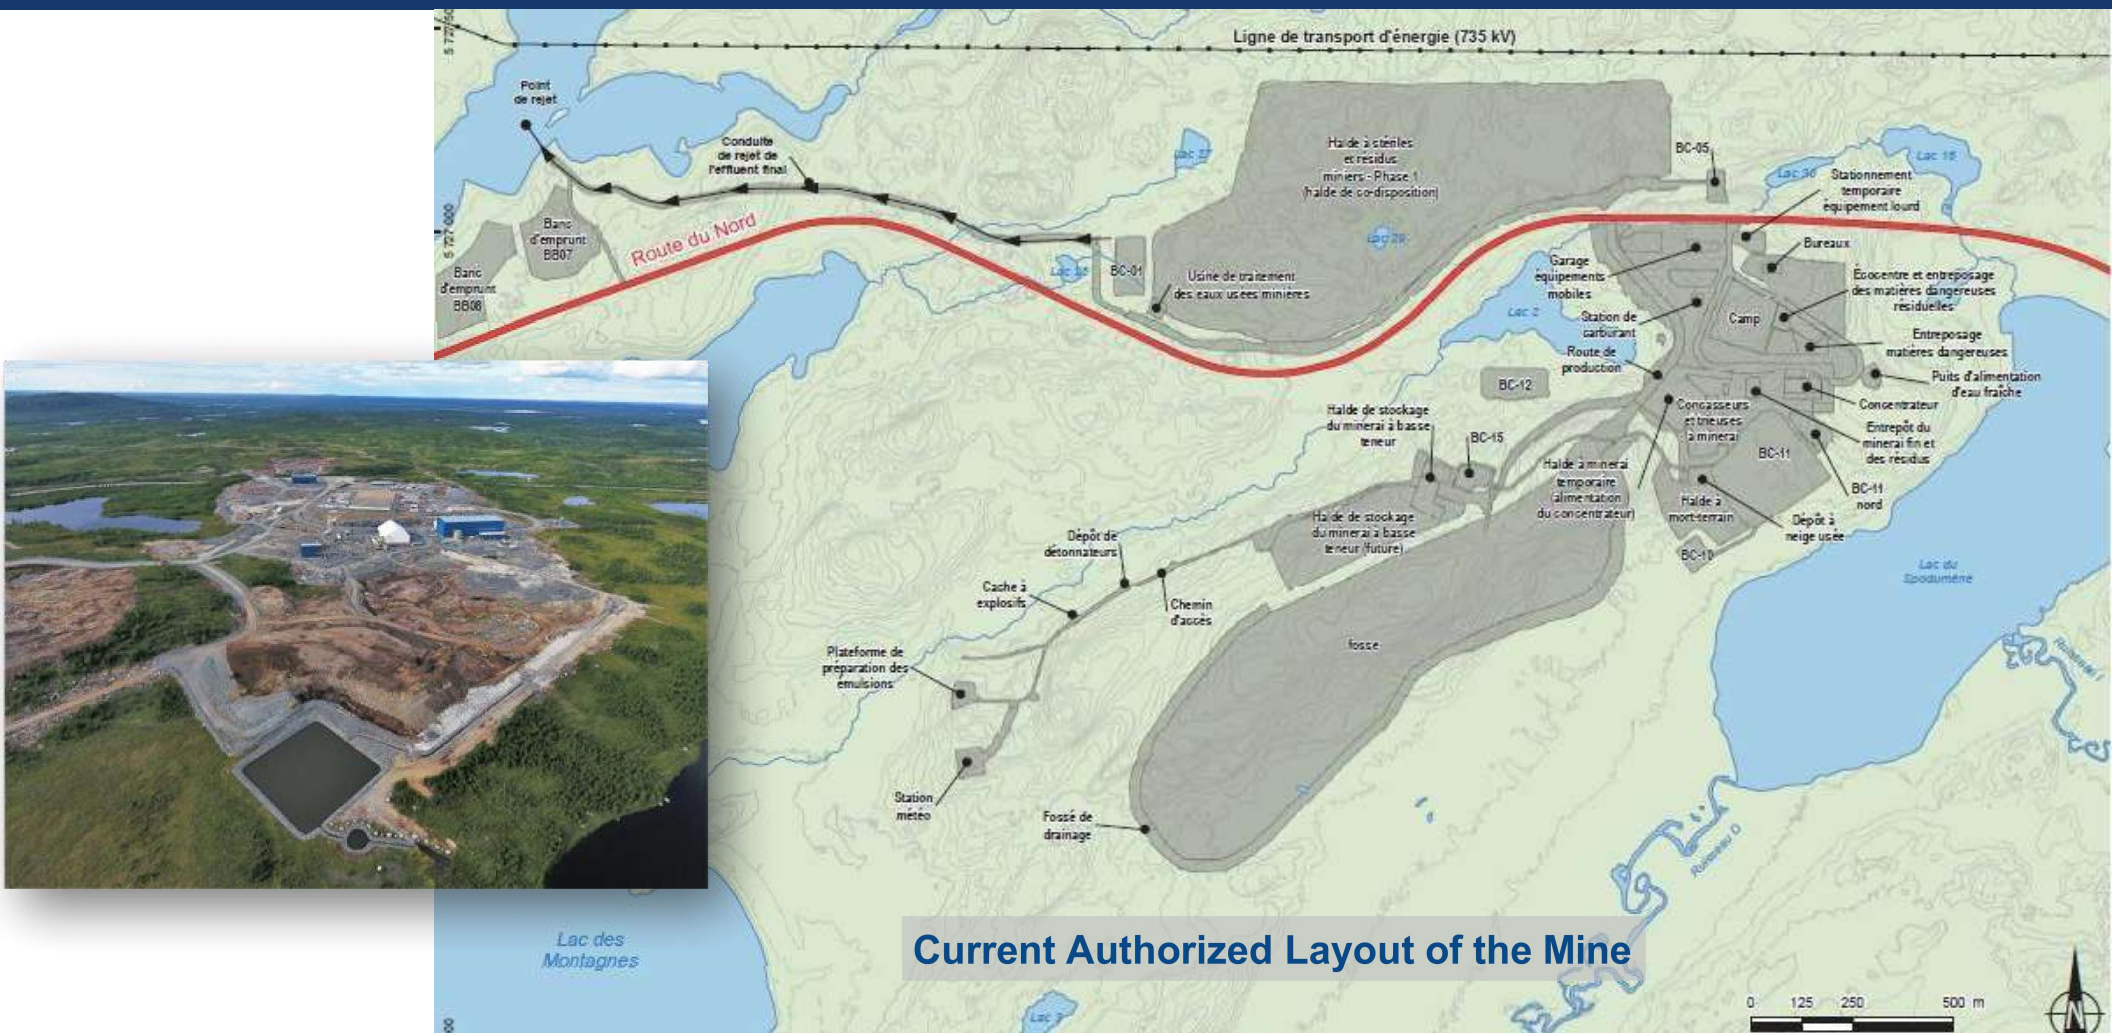 Ligne de transport d'énergie (735 kV)
Point
de rejet
Conduite
de rejet de
l'effluent final
Banc
d'emprunt
BB07
Banc
d'emprunt
BB08
Route du Nord
5 727 000
BC-01
Usine de traitement
des eaux usées minières
Lac 27
Halde à stériles
et résidus
miniers - Phase 1
(halde de co-disposition)
Lac 29
BC-05
Lac 30
Lac 16
Stationnement
temporaire
équipement lourd
Bureaux
Garage
équipements
mobiles
Écocentre et entreposage
des matières dangereuses
résiduelles
Lac 2
Station de
carburant
Camp
Entreposage
matières dangereuses
Route de
production
BC-12
Puits d'alimentation
d'eau fraîche
Concentrateur
Concasseurs
et trieuses
à minerai
Entrepôt du
minerai fin et
des résidus
Halde de stockage
du minerai à basse
teneur
BC-15
BC-11
Halde à minerai
temporaire
(alimentation
du concentrateur)
BC-11
nord
Halde à
mort-terrain
Dépôt à
neige usée
BC-10
Halde de stockage
du minerai à basse
teneur (future)
Dépôt de
détonnateurs
Cache à
explosifs
Chemin
d'accès
Lac du
Spodumène
fosse
Plateforme de
préparation des
émulsions
Station
météo
Fossé de
drainage
Ruisseau D
Ruisseau I
Lac des
Montagnes
Lac 3
Current Authorized Layout of the Mine
0 125 250 500 m
N